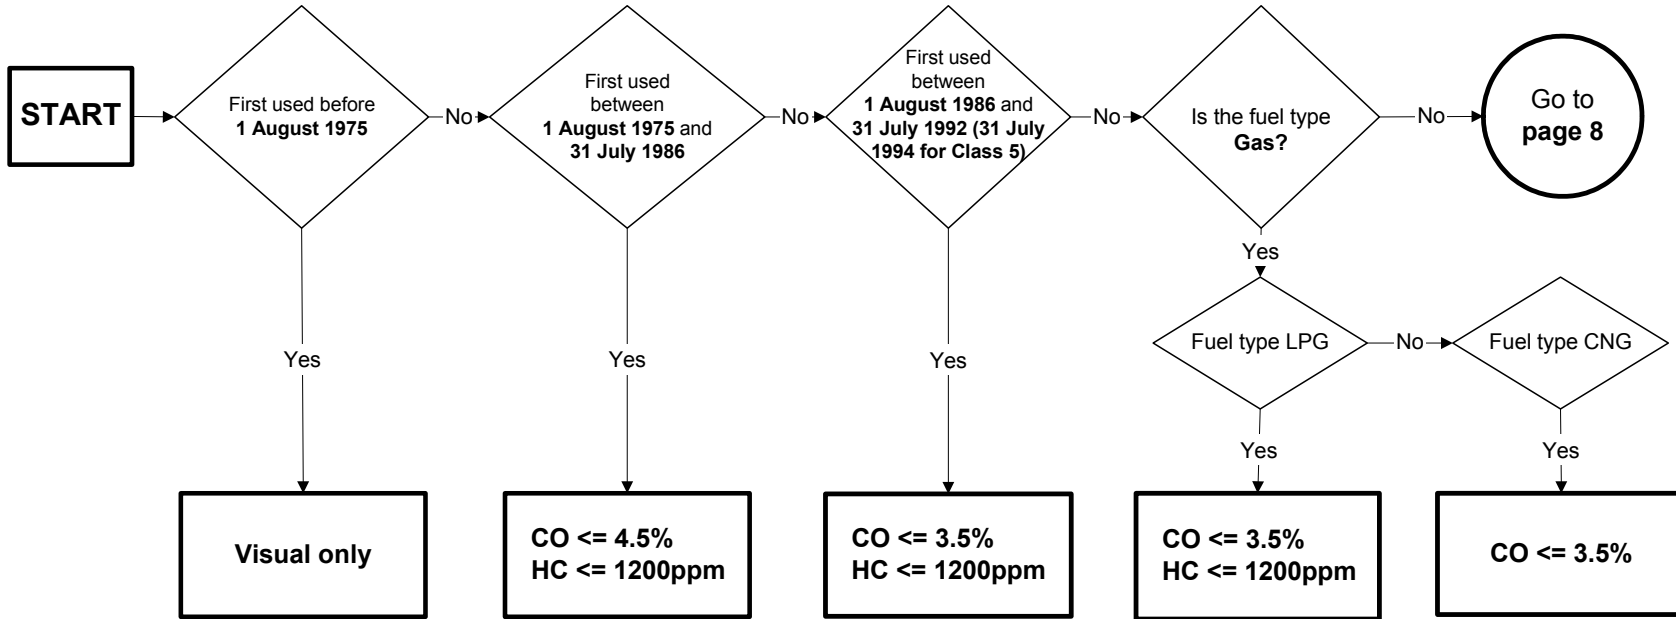 START
First used before
1 August 1975
No
First used
between
1 August 1975 and
31 July 1986
No
First used
between
1 August 1986 and
31 July 1992 (31 July
1994 for Class 5)
No
Is the fuel type
Gas?
No
Go to
page 8
Yes
Fuel type LPG
No
Fuel type CNG
Yes
Yes
Yes
Yes
Yes
Visual only
CO <= 4.5%
HC <= 1200ppm
CO <= 3.5%
HC <= 1200ppm
CO <= 3.5%
HC <= 1200ppm
CO <= 3.5%